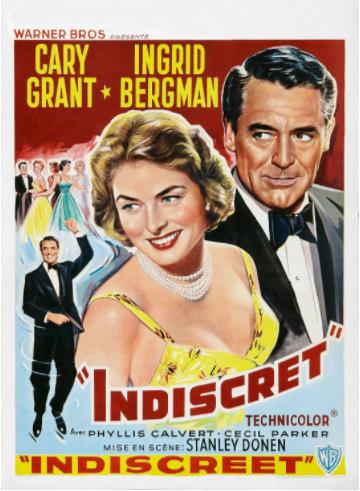 WARNER BROS PRÉSENTE
CARY INGRID
GRANT ★ BERGMAN
"INDISCRET"
TECHNICOLOR ®
Avec PHYLLIS CALVERT · CECIL PARKER
MISE EN SCÈNE: STANLEY DONEN
"INDISCREET"
WB